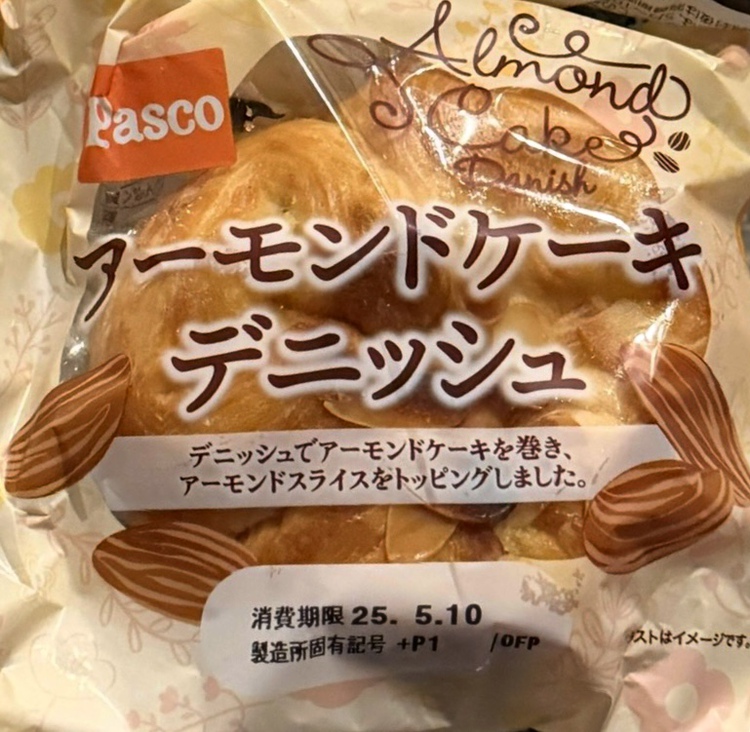 Pasco
Almond
Cake
Danish
アーモンドケーキ
デニッシュ
デニッシュでアーモンドケーキを巻き、
アーモンドスライスをトッピングしました。
消費期限 25. 5.10
製造所固有記号 +P1 /OFP
ストはイメージです。